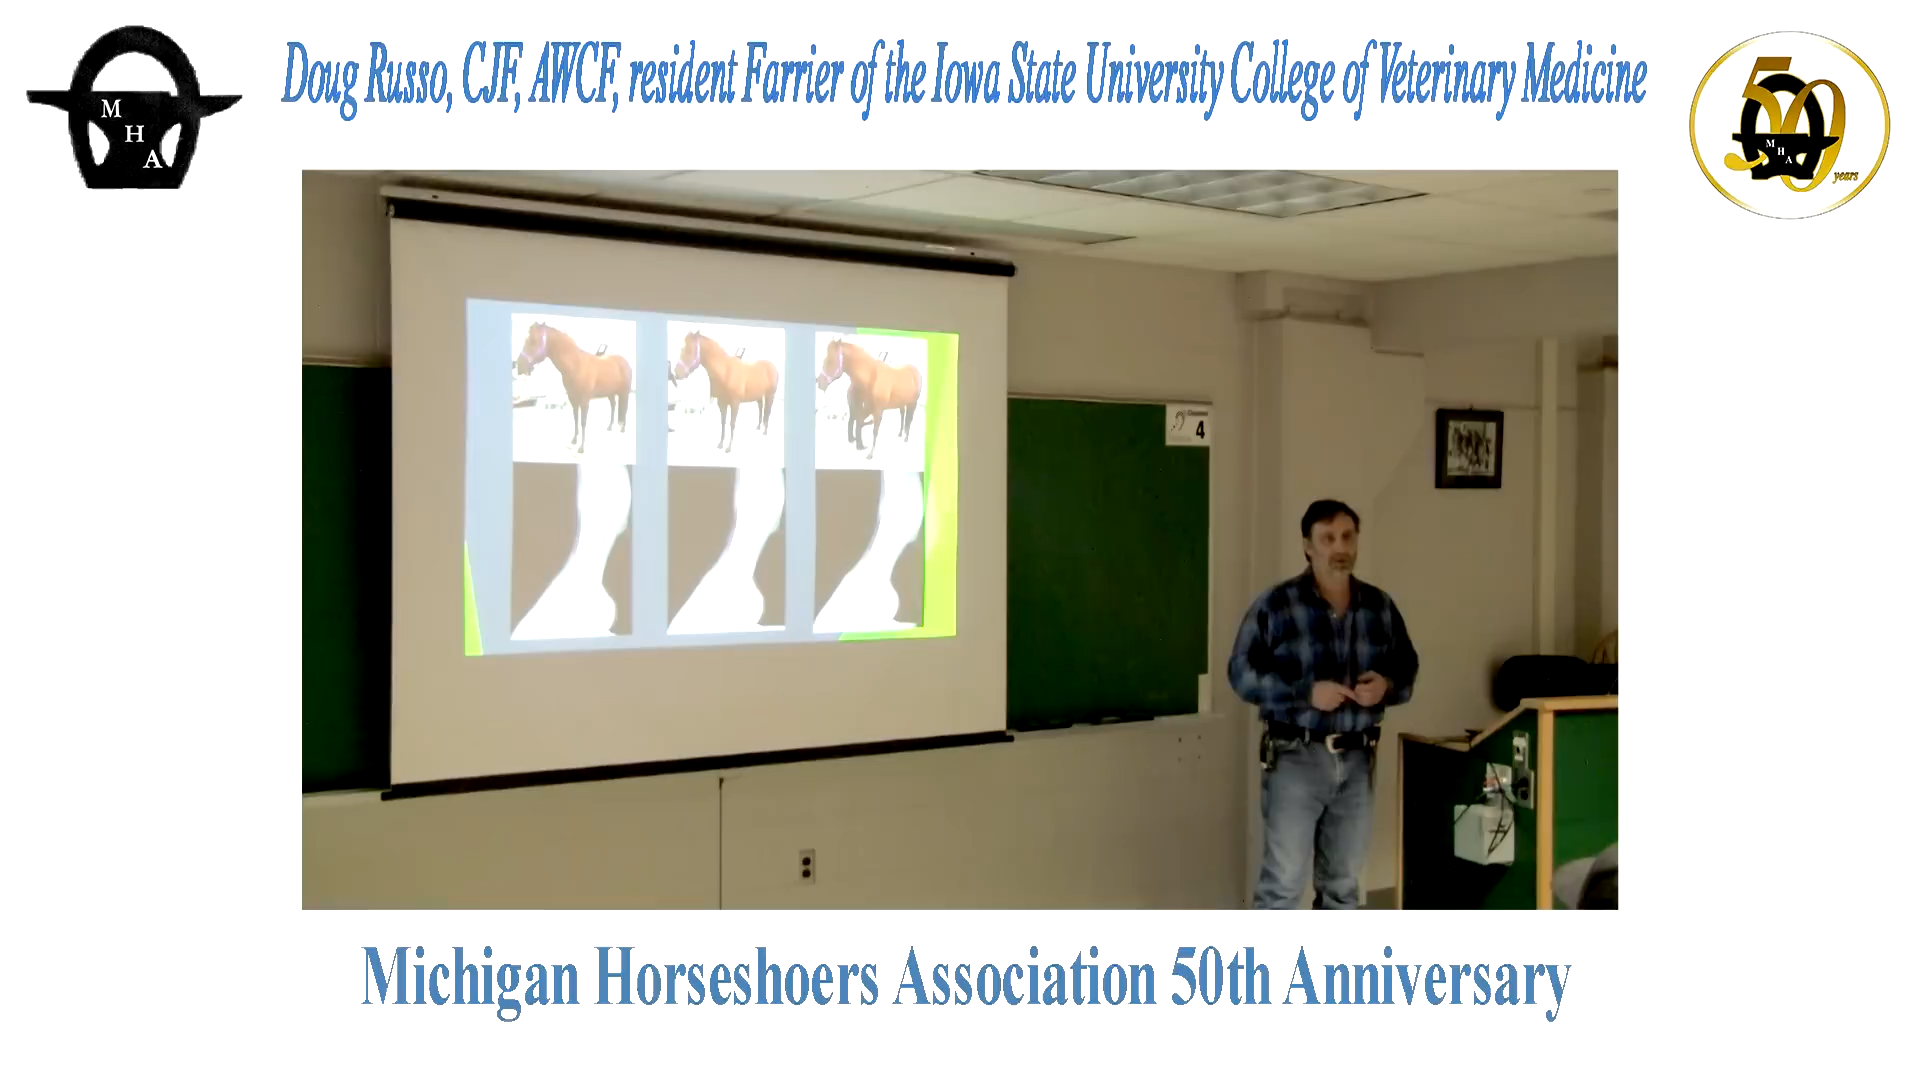 M
H
A
Doug Russo, CJF, AWCF, resident Farrier of the Iowa State University College of Veterinary Medicine
50
M
H
A
years
4
Michigan Horseshoers Association 50th Anniversary